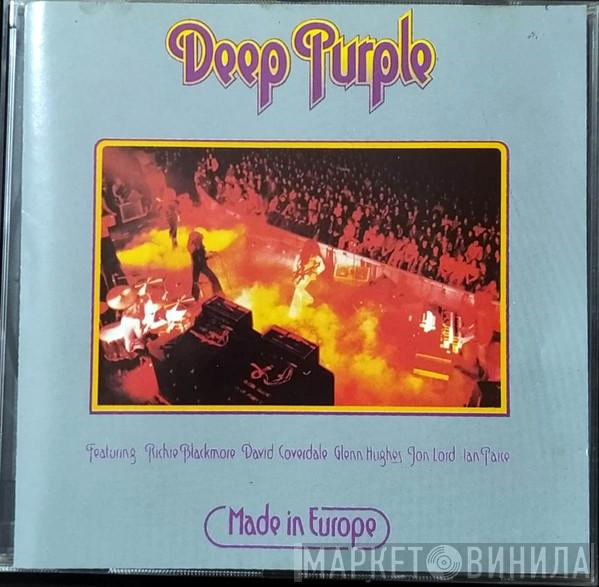 Deep Purple
Featuring Richie Blackmore David Coverdale Glenn Hughes Jon Lord Ian Paice
Made in Europe
МАРКЕТ ВИНИЛА